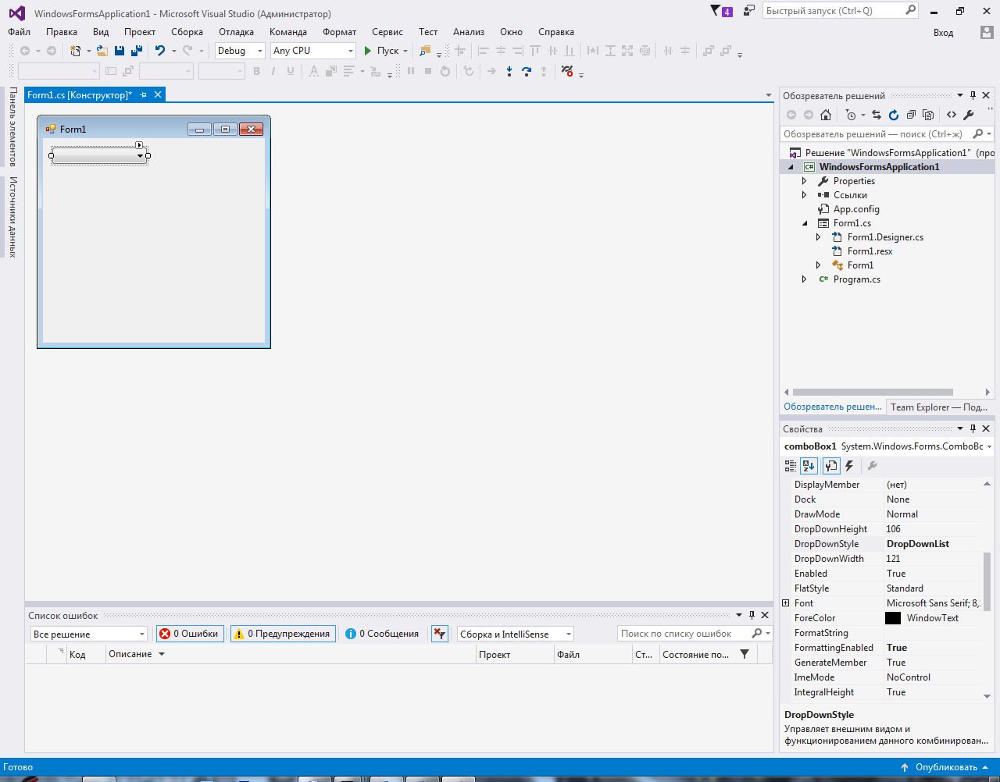 WindowsFormsApplication1 - Microsoft Visual Studio (Администратор)
4
Быстрый запуск (Ctrl+Q)
Файл Правка Вид Проект Сборка Отладка Команда Формат Сервис Тест Анализ Окно Справка
Вход
Debug Any CPU Пуск
Панель элементов
Источники данных
Form1.cs [Конструктор]*
Form1
Обозреватель решений
Обозреватель решений — поиск (Ctrl+ж)
Решение "WindowsFormsApplication1" (про
WindowsFormsApplication1
Properties
Ссылки
App.config
Form1.cs
Form1.Designer.cs
Form1.resx
Form1
C# Program.cs
Обозреватель решен... Team Explorer — Под...
Свойства
comboBox1 System.Windows.Forms.ComboBo
DisplayMember (нет)
Dock None
DrawMode Normal
DropDownHeight 106
DropDownStyle DropDownList
DropDownWidth 121
Enabled True
FlatStyle Standard
Font Microsoft Sans Serif; 8,
ForeColor WindowText
FormatString
FormattingEnabled True
GenerateMember True
ImeMode NoControl
IntegralHeight True
DropDownStyle
Управляет внешним видом и
функционированием данного комбинирован...
Список ошибок
Все решение 0 Ошибки 0 Предупреждения 0 Сообщения Сборка и IntelliSense Поиск по списку ошибок
Код Описание Проект Файл Ст... Состояние по...
Готово
Опубликовать